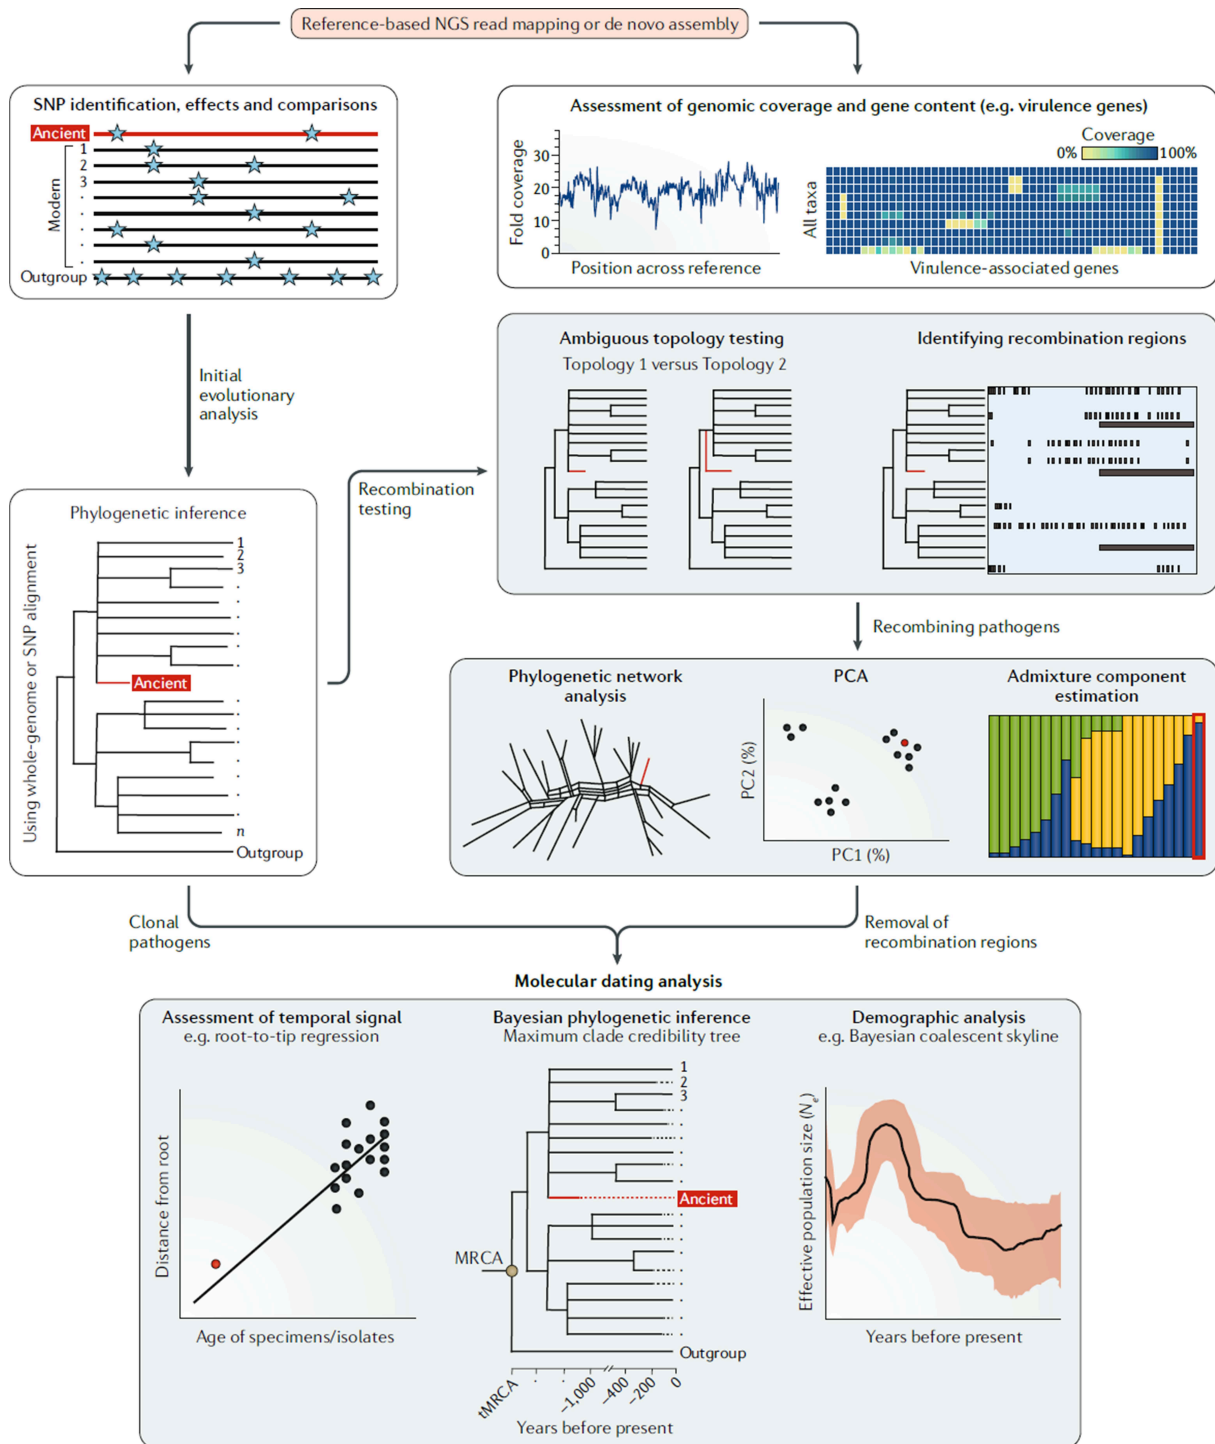 Reference-based NGS read mapping or de novo assembly
SNP identification, effects and comparisons
Ancient
1
2
3
.
.
.
.
.
Modern
Outgroup
Assessment of genomic coverage and gene content (e.g. virulence genes)
Fold coverage
30
20
10
0
Position across reference
Coverage
0%
100%
All taxa
Virulence-associated genes
Initial
evolutionary
analysis
Phylogenetic inference
Using whole-genome or SNP alignment
1
2
3
.
.
.
.
.
.
Ancient
.
.
.
.
.
.
.
.
n
Outgroup
Recombination
testing
Ambiguous topology testing
Topology 1 versus Topology 2
Identifying recombination regions
Recombining pathogens
Phylogenetic network
analysis
PCA
PC2 (%)
PC1 (%)
Admixture component
estimation
Clonal
pathogens
Removal of
recombination regions
Molecular dating analysis
Assessment of temporal signal
e.g. root-to-tip regression
Distance from root
Age of specimens/isolates
Bayesian phylogenetic inference
Maximum clade credibility tree
1
2
3
.
.
.
.
.
.
Ancient
.
.
.
.
.
.
.
.
MRCA
Outgroup
tMRCA
.
.
–1,000
–400
–200
0
Years before present
Demographic analysis
e.g. Bayesian coalescent skyline
Effective population size (Ne)
Years before present